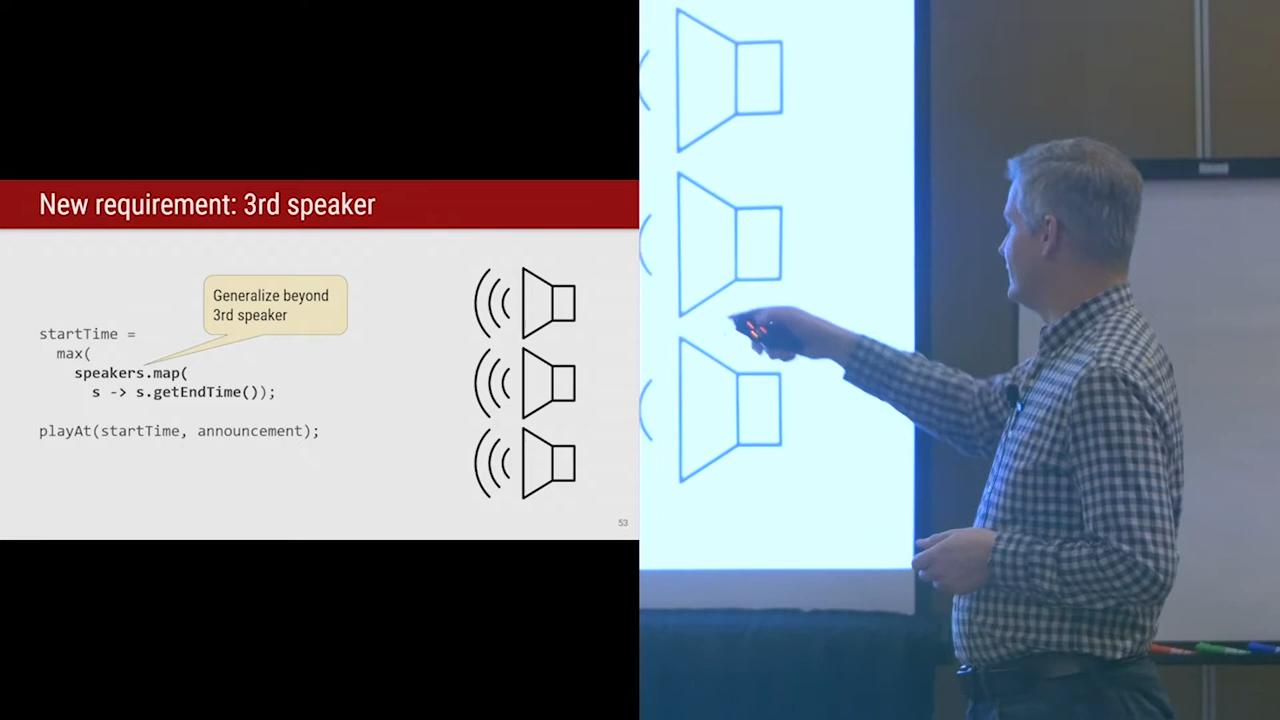 New requirement: 3rd speaker
Generalize beyond
3rd speaker
startTime =
max(
speakers.map(
s -> s.getEndTime());
playAt(startTime, announcement);
53